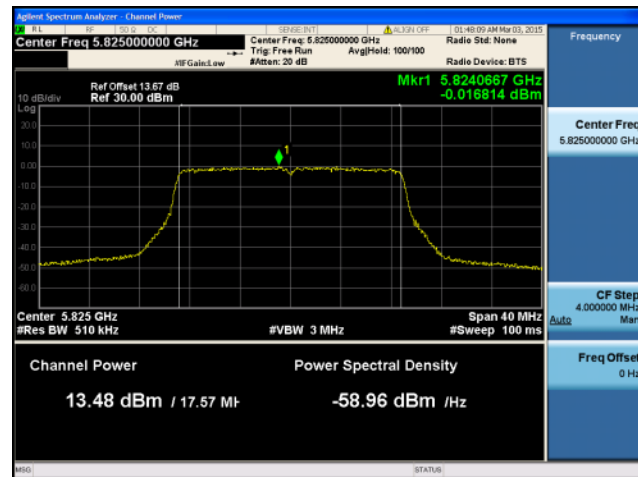 Agilent Spectrum Analyzer - Channel Power
RL RF 50 Ω DC SENSE:INT ALIGN OFF 01:48:09 AM Mar 03, 2015
Center Freq 5.825000000 GHz
Center Freq: 5.825000000 GHz
Radio Std: None
Trig: Free Run Avg|Hold: 100/100
#IFGain:Low #Atten: 20 dB Radio Device: BTS
Frequency
Mkr1 5.8240667 GHz
-0.016814 dBm
Ref Offset 13.67 dB
10 dB/div Ref 30.00 dBm
Log
20.0
10.0
0.00
-10.0
-20.0
-30.0
-40.0
-50.0
-60.0
1
Center 5.825 GHz Span 40 MHz
#Res BW 510 kHz #VBW 3 MHz #Sweep 100 ms
Channel Power Power Spectral Density
13.48 dBm / 17.57 MH -58.96 dBm /Hz
Center Freq
5.825000000 GHz
CF Step
4.000000 MHz
Auto Man
Freq Offset
0 Hz
MSG STATUS